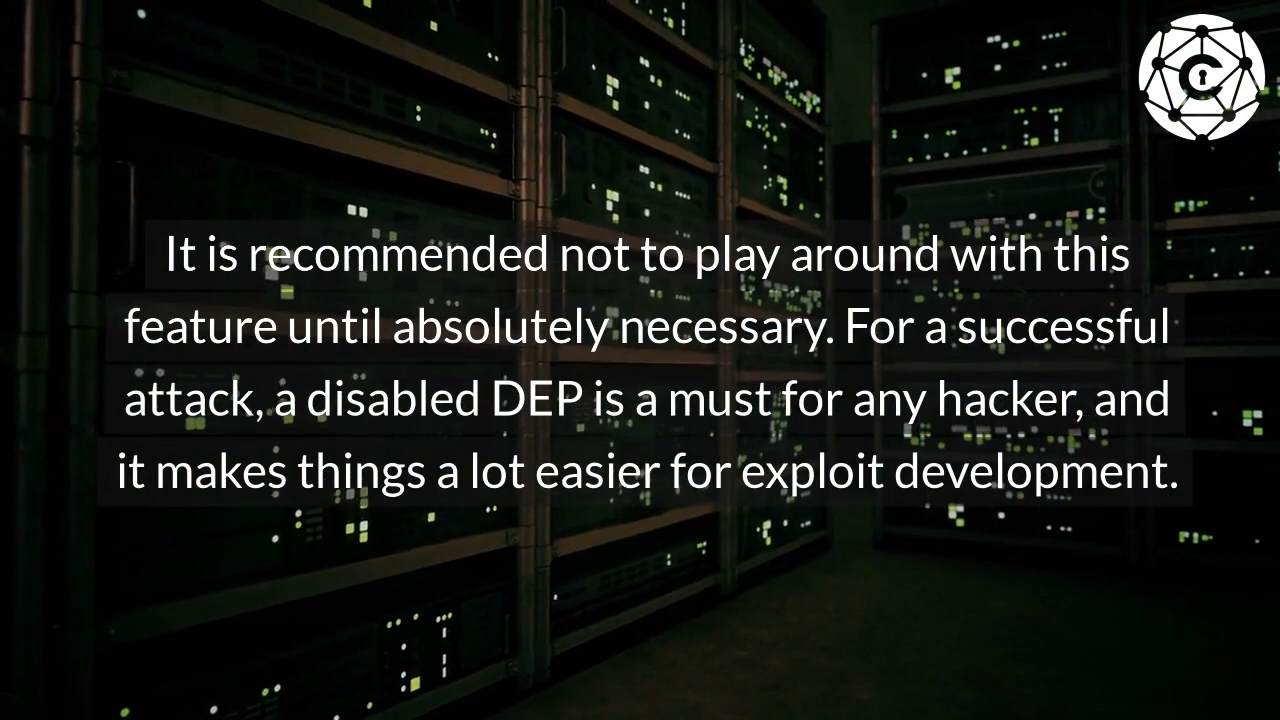 It is recommended not to play around with this
feature until absolutely necessary. For a successful
attack, a disabled DEP is a must for any hacker, and
it makes things a lot easier for exploit development.